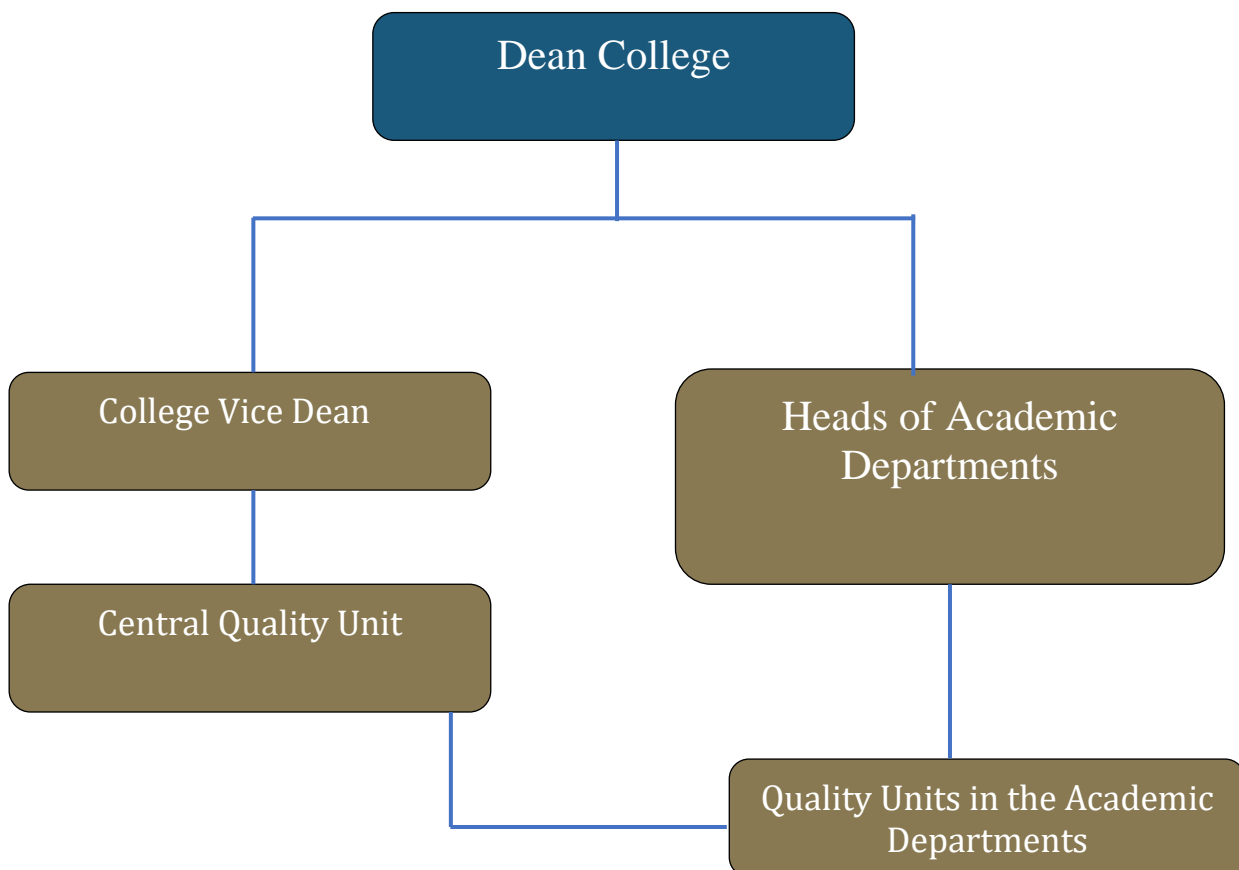 Dean College
College Vice Dean
Heads of Academic
Departments
Central Quality Unit
Quality Units in the Academic
Departments